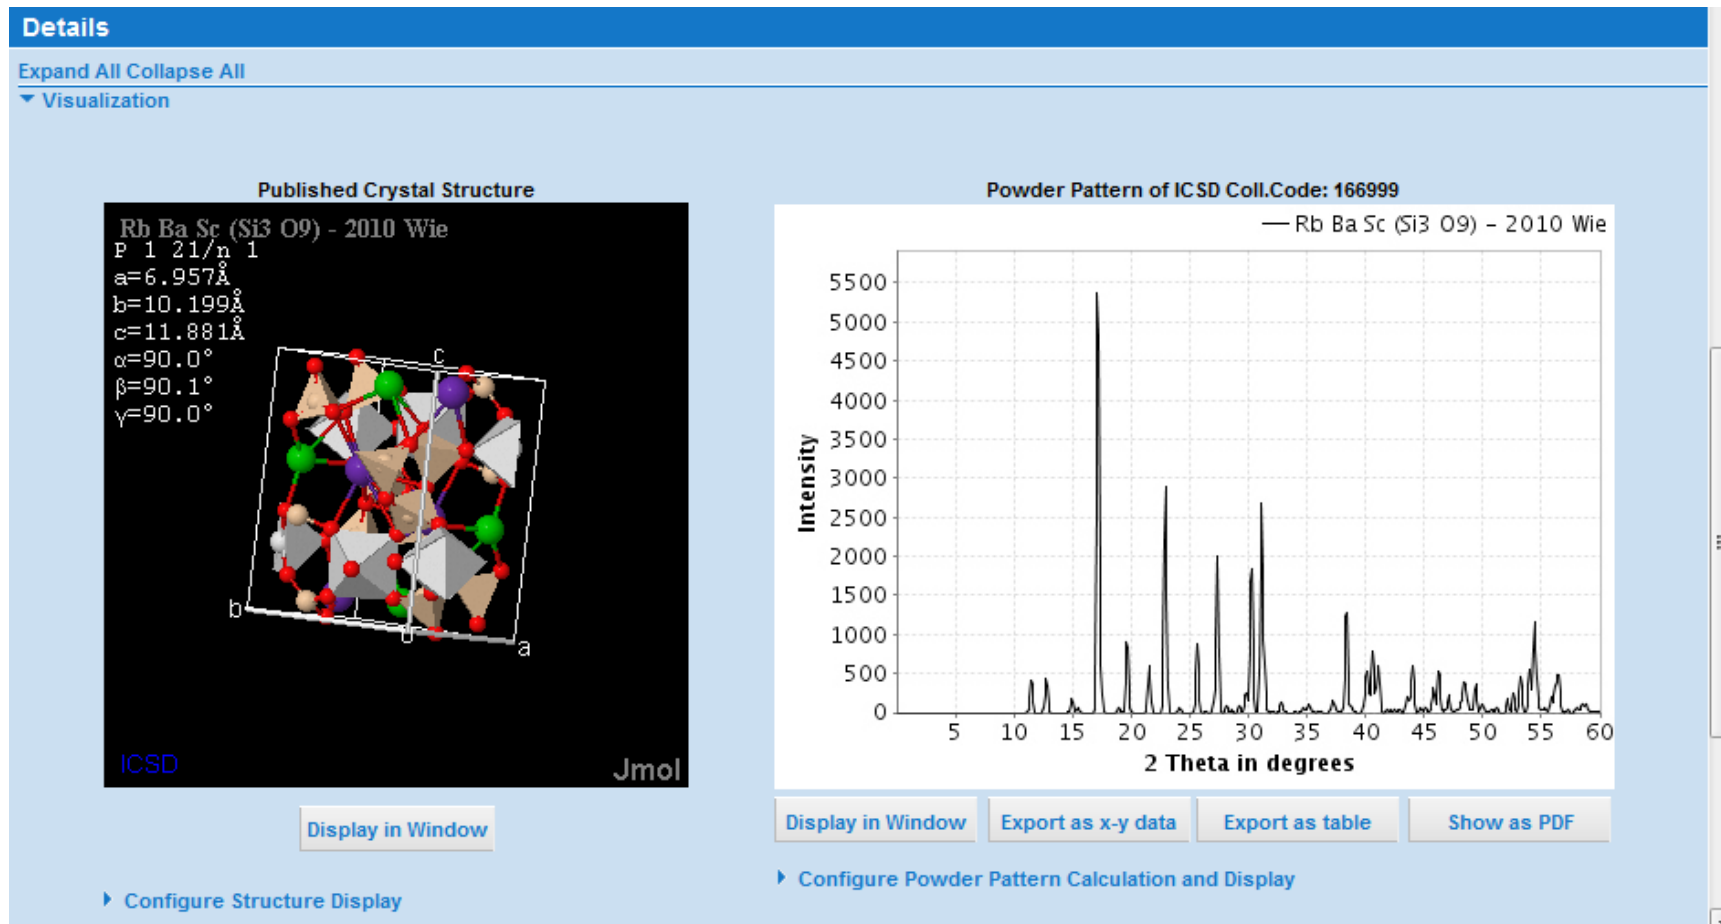 Details
Expand All Collapse All
Visualization
Published Crystal Structure
Rb Ba Sc (Si3 O9) - 2010 Wie
P 1 21/n 1
a=6.957Å
b=10.199Å
c=11.881Å
α=90.0°
β=90.1°
γ=90.0°
c
b
a
ICSD
Jmol
Display in Window
Configure Structure Display
Powder Pattern of ICSD Coll.Code: 166999
Rb Ba Sc (Si3 O9) - 2010 Wie
5500
5000
4500
4000
3500
3000
2500
2000
1500
1000
500
0
Intensity
5 10 15 20 25 30 35 40 45 50 55 60
2 Theta in degrees
Display in Window Export as x-y data Export as table Show as PDF
Configure Powder Pattern Calculation and Display